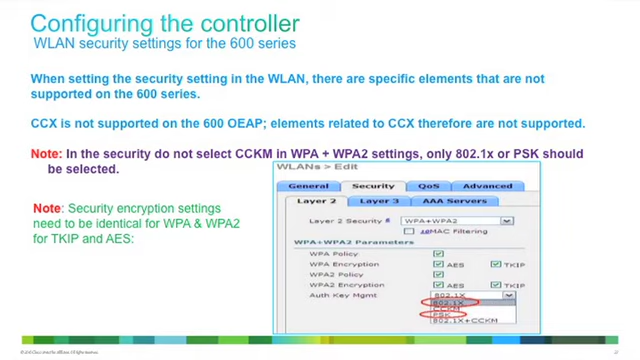 Configuring the controller
WLAN security settings for the 600 series
When setting the security setting in the WLAN, there are specific elements that are not
supported on the 600 series.
CCX is not supported on the 600 OEAP; elements related to CCX therefore are not supported.
Note: In the security do not select CCKM in WPA + WPA2 settings, only 802.1x or PSK should
be selected.
Note: Security encryption settings
need to be identical for WPA & WPA2
for TKIP and AES:
WLANs > Edit
General Security QoS Advanced
Layer 2 Layer 3 AAA Servers
Layer 2 Security WPA+WPA2
MAC Filtering
WPA+WPA2 Parameters
WPA Policy
WPA Encryption AES TKIP
WPA2 Policy
WPA2 Encryption AES TKIP
Auth Key Mgmt 802.1X
802.1X
CCKM
PSK
802.1X+CCKM